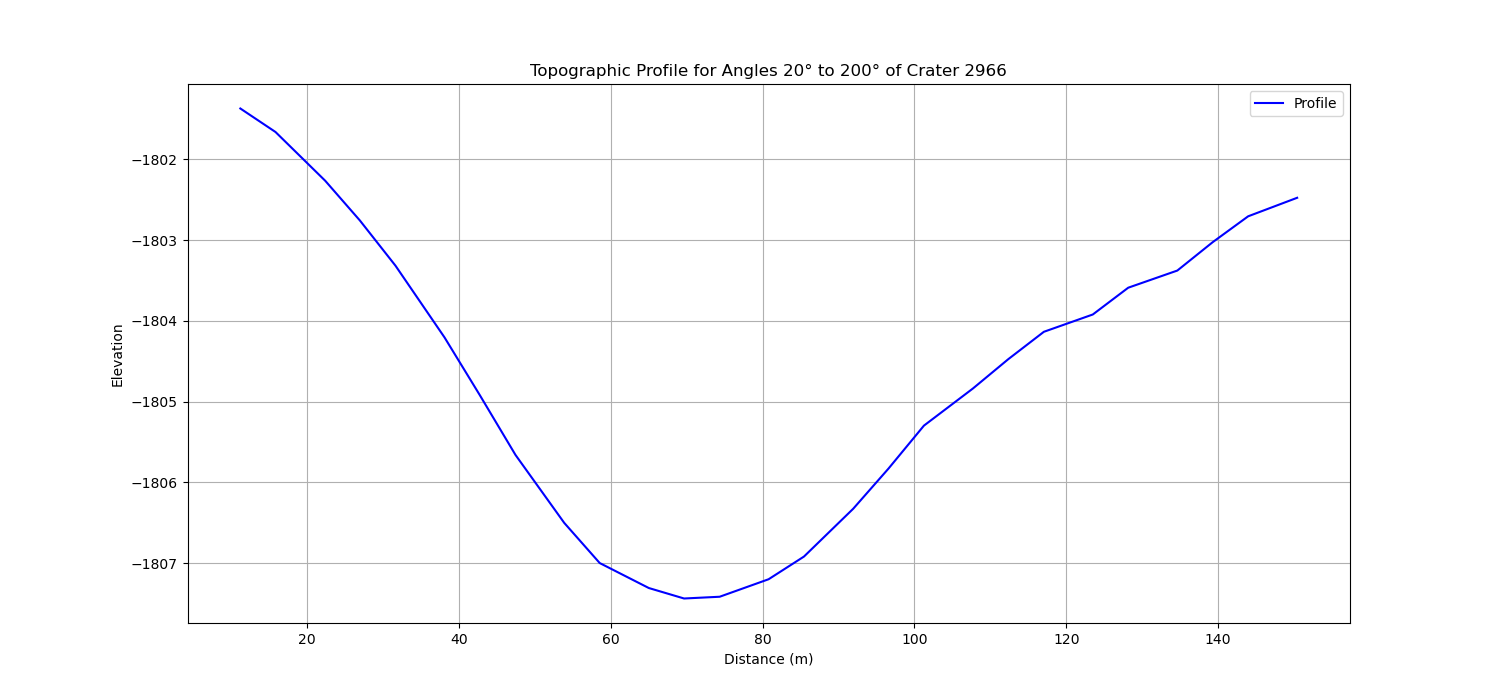 Topographic Profile for Angles 20° to 200° of Crater 2966
Profile
−1802
−1803
−1804
−1805
−1806
−1807
Elevation
20 40 60 80 100 120 140
Distance (m)